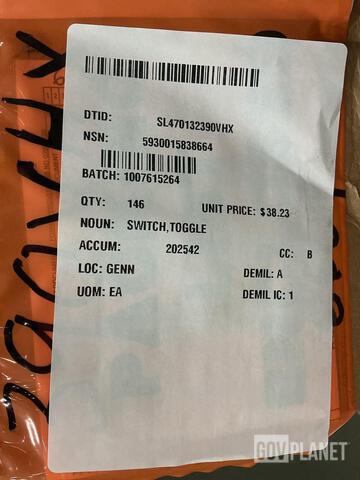 DTID: SL470132390VHX
NSN: 5930015838664
BATCH: 1007615264
QTY: 146 UNIT PRICE: $38.23
NOUN: SWITCH,TOGGLE
ACCUM: 202542 CC: B
LOC: GENN DEMIL: A
UOM: EA DEMIL IC: 1
GOVPLANET